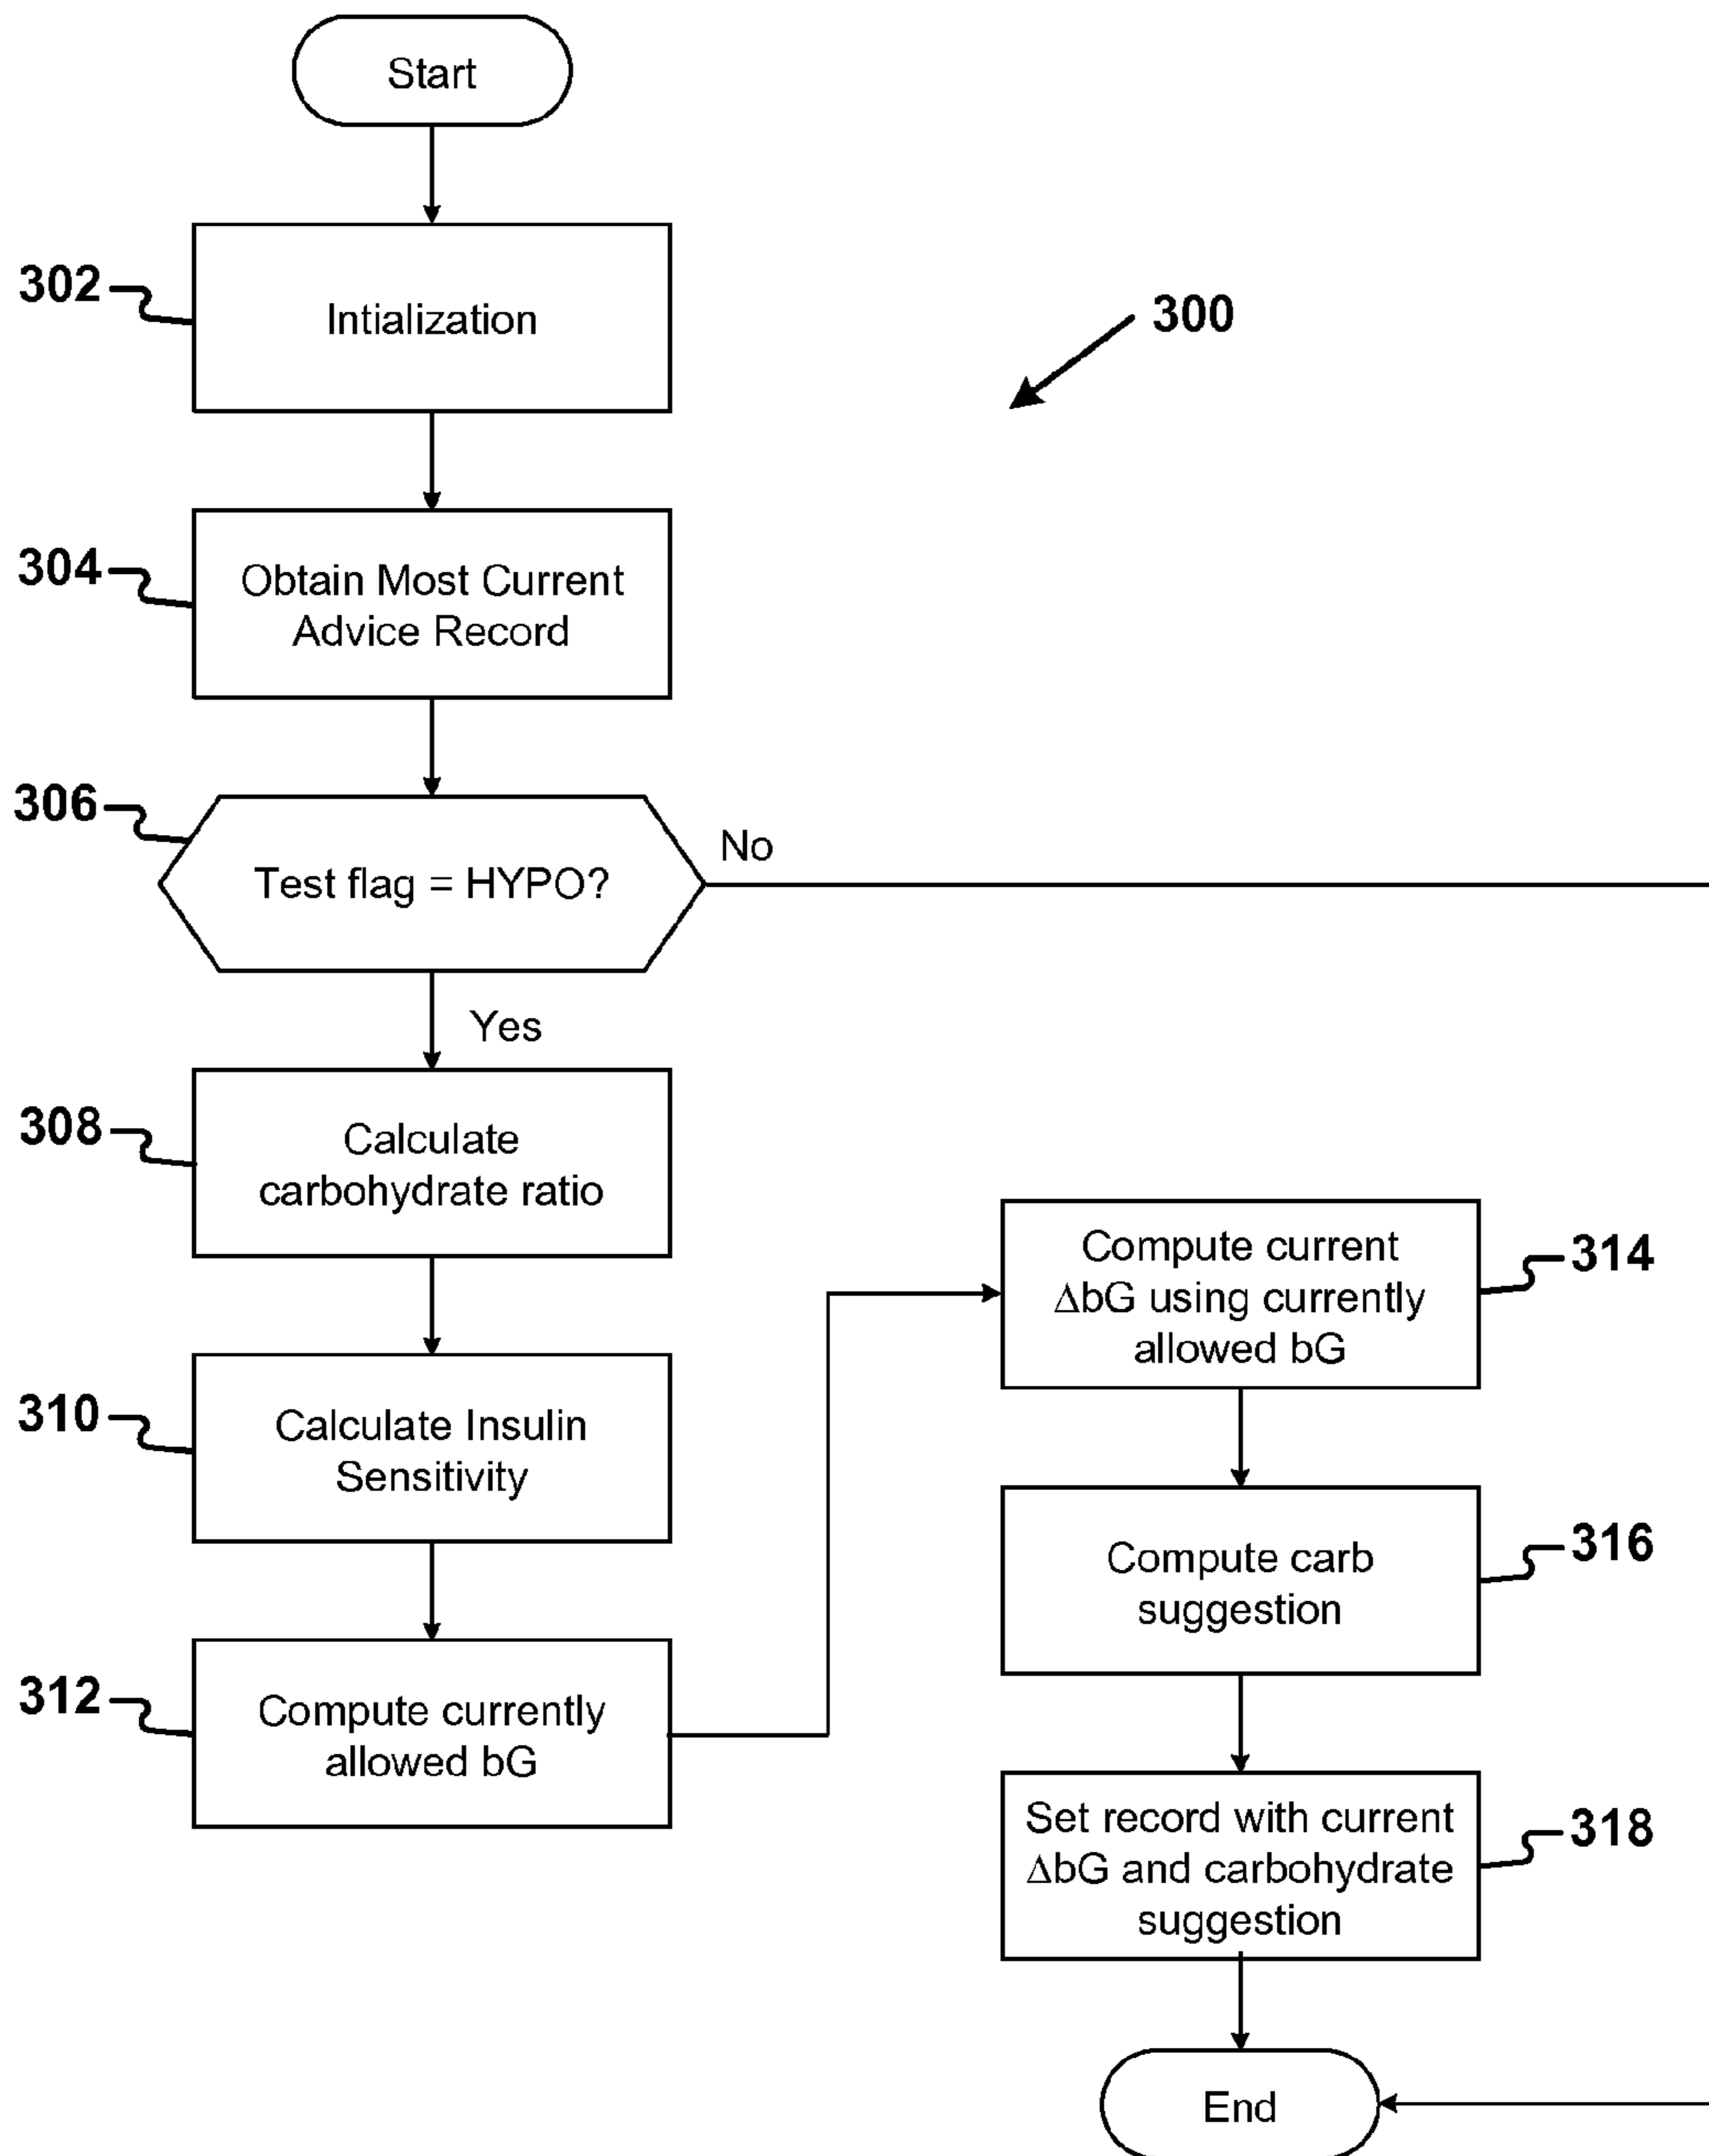 Start
302
Intialization
300
304
Obtain Most Current
Advice Record
306
Test flag = HYPO?
No
Yes
308
Calculate
carbohydrate ratio
310
Calculate Insulin
Sensitivity
312
Compute currently
allowed bG
Compute current
ΔbG using currently
allowed bG
314
Compute carb
suggestion
316
Set record with current
ΔbG and carbohydrate
suggestion
318
End